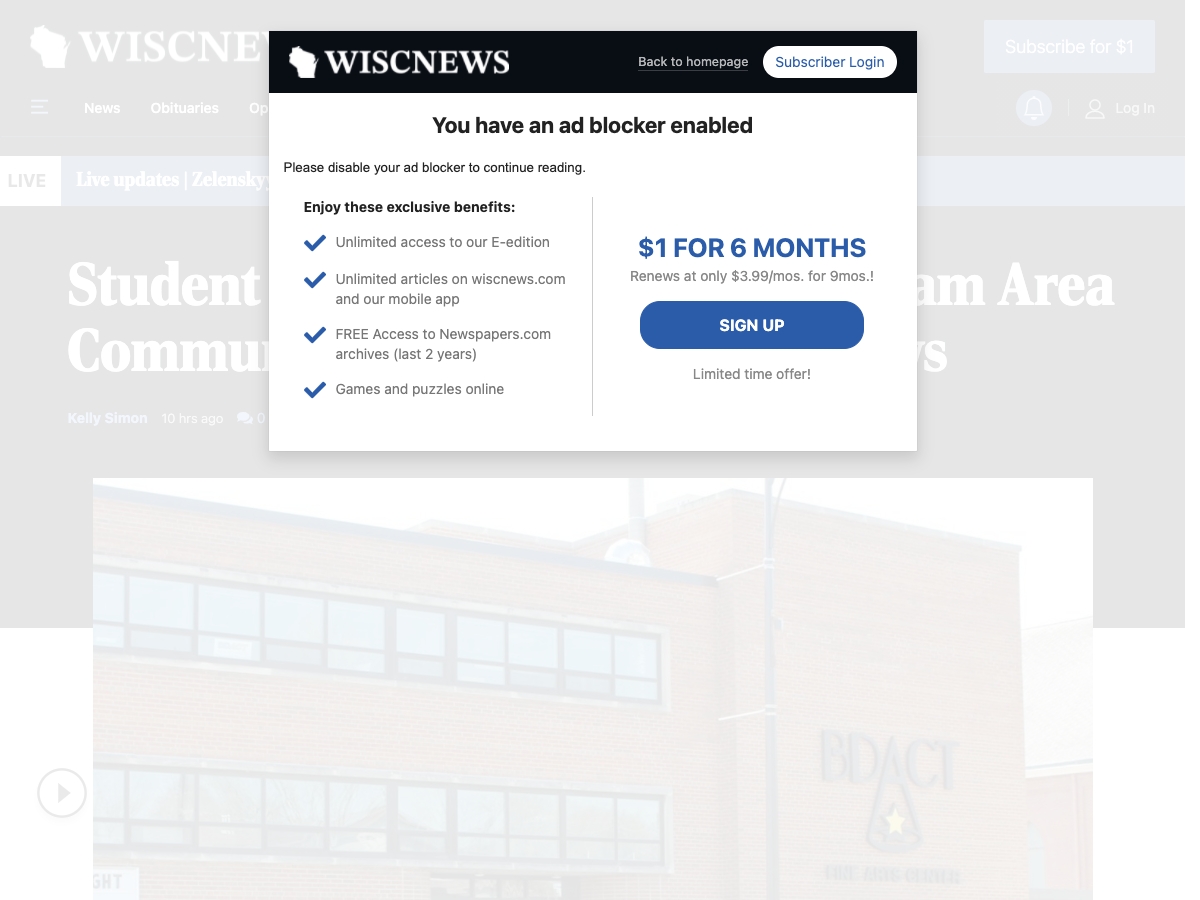 WISCNE
Subscribe for $1
WISCNEWS
Back to homepage
Subscriber Login
News
Obituaries
Op
Log In
You have an ad blocker enabled
Please disable your ad blocker to continue reading.
LIVE
Live updates | Zelensky
Enjoy these exclusive benefits:
Unlimited access to our E-edition
Unlimited articles on wiscnews.com
and our mobile app
FREE Access to Newspapers.com
archives (last 2 years)
Games and puzzles online
$1 FOR 6 MONTHS
Renews at only $3.99/mos. for 9mos.!
SIGN UP
Limited time offer!
Student
am Area
Commu
ws
Kelly Simon
10 hrs ago
0
BDACT
FINE ARTS CENTER
GHT